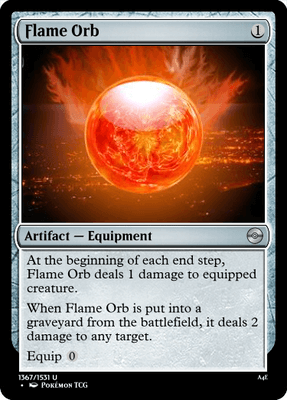 Flame Orb 1
Artifact — Equipment
At the beginning of each end step,
Flame Orb deals 1 damage to equipped
creature.
When Flame Orb is put into a
graveyard from the battlefield, it deals 2
damage to any target.
Equip 0
1367/1531 U A4E
• Pokémon TCG